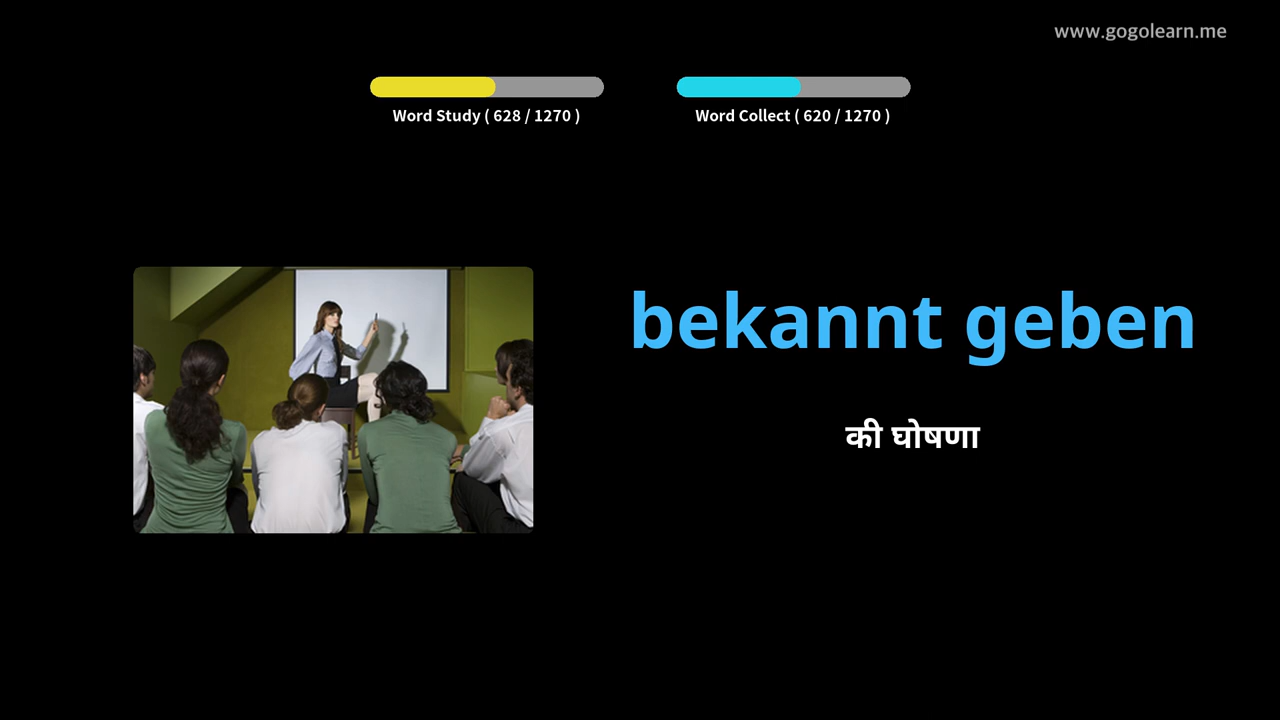 www.gogolearn.me
Word Study ( 628 / 1270 )
Word Collect ( 620 / 1270 )
bekannt geben
की घोषणा